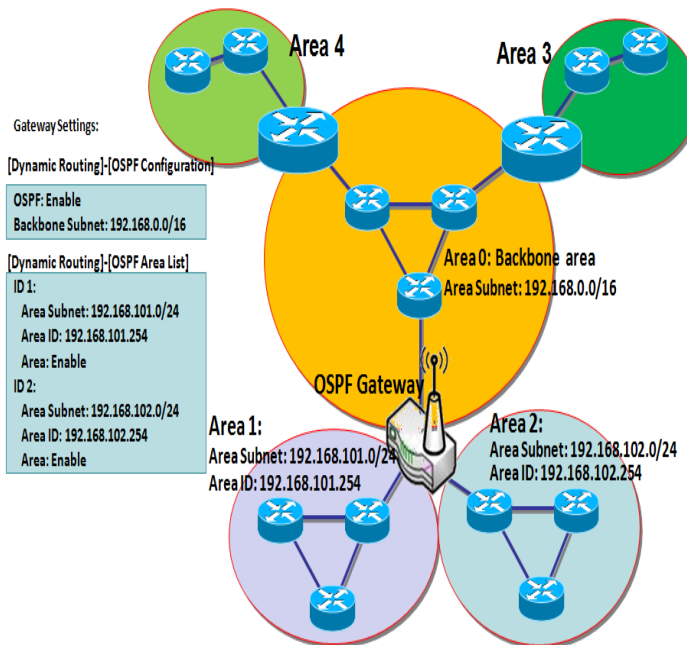 Area 4
Area 3
Gateway Settings:
[Dynamic Routing]-[OSPF Configuration]
OSPF: Enable
Backbone Subnet: 192.168.0.0/16
[Dynamic Routing]-[OSPF Area List]
ID 1:
Area Subnet: 192.168.101.0/24
Area ID: 192.168.101.254
Area: Enable
ID 2:
Area Subnet: 192.168.102.0/24
Area ID: 192.168.102.254
Area: Enable
Area 0: Backbone area
Area Subnet: 192.168.0.0/16
OSPF Gateway
Area 1:
Area Subnet: 192.168.101.0/24
Area ID: 192.168.101.254
Area 2:
Area Subnet: 192.168.102.0/24
Area ID: 192.168.102.254